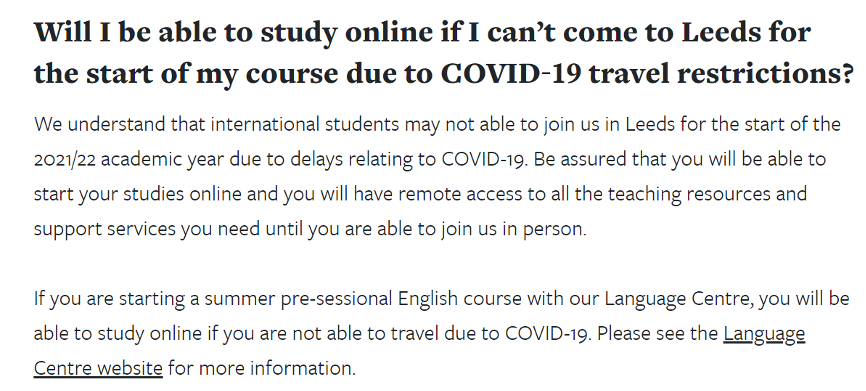 Will I be able to study online if I can’t come to Leeds for
the start of my course due to COVID-19 travel restrictions?
We understand that international students may not able to join us in Leeds for the start of the
2021/22 academic year due to delays relating to COVID-19. Be assured that you will be able to
start your studies online and you will have remote access to all the teaching resources and
support services you need until you are able to join us in person.
If you are starting a summer pre-sessional English course with our Language Centre, you will be
able to study online if you are not able to travel due to COVID-19. Please see the Language
Centre website for more information.